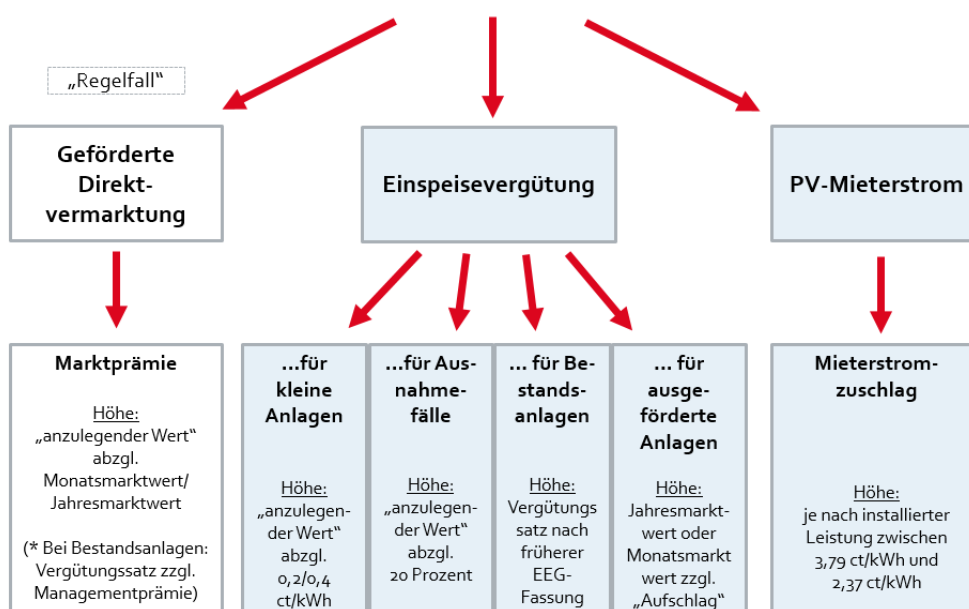 „Regelfall“
Geförderte
Direkt-
vermarktung
Einspeisevergütung
PV-Mieterstrom
Marktprämie
Höhe:
„anzulegender Wert“
abzgl.
Monatsmarktwert/
Jahresmarktwert
(* Bei Bestandsanlagen:
Vergütungssatz zzgl.
Managementprämie)
...für
kleine
Anlagen
Höhe:
„anzulegen-
der Wert“
abzgl.
0,2/0,4
ct/kWh
...für Aus-
nahme-
fälle
Höhe:
„anzulegen-
der Wert“
abzgl.
20 Prozent
... für Be-
stands-
anlagen
Höhe:
Vergütungs
satz nach
früherer
EEG-
Fassung
... für
ausge-
förderte
Anlagen
Höhe:
Jahresmarkt-
wert oder
Monatsmarkt
wert zzgl.
„Aufschlag“
Mieterstrom-
zuschlag
Höhe:
je nach installierter
Leistung zwischen
3,79 ct/kWh und
2,37 ct/kWh